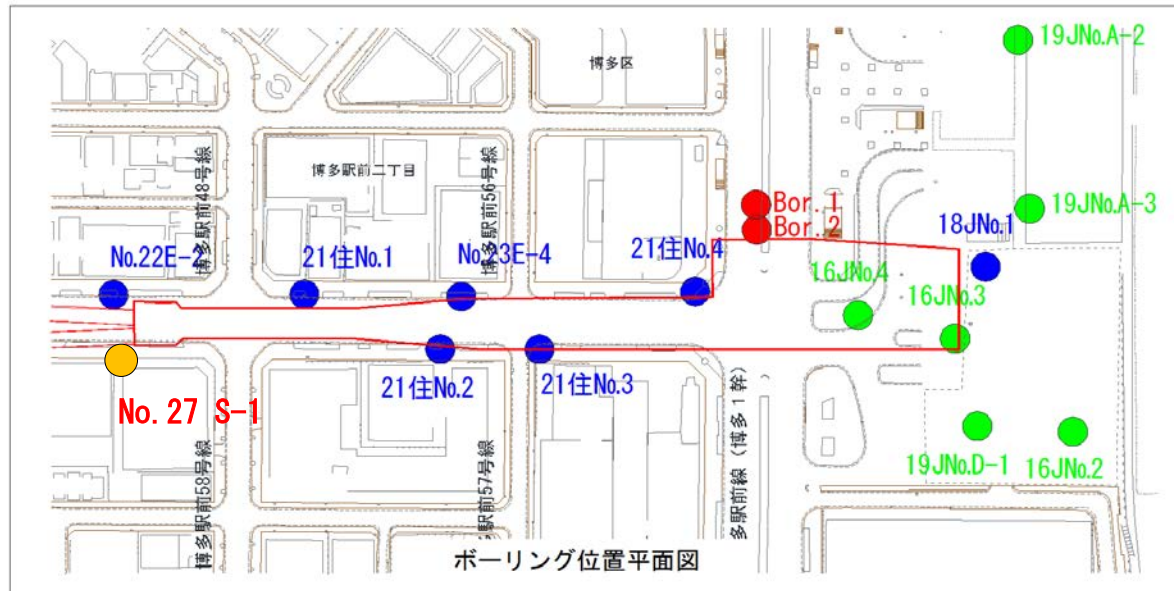 19JNo.A-2
博多区
博多駅前48号線
博多駅前二丁目
博多駅前56号線
Bor. 1
Bor. 2
19JNo.A-3
18JNo.1
No.22E-2
21住No.1
No.23E-4
21住No.4
16JNo.4
16JNo.3
21住No.2
21住No.3
No. 27 S-1
博多駅前58号線
博多駅前57号線
多駅前線（博多１幹）
19JNo.D-1
16JNo.2
ボーリング位置平面図